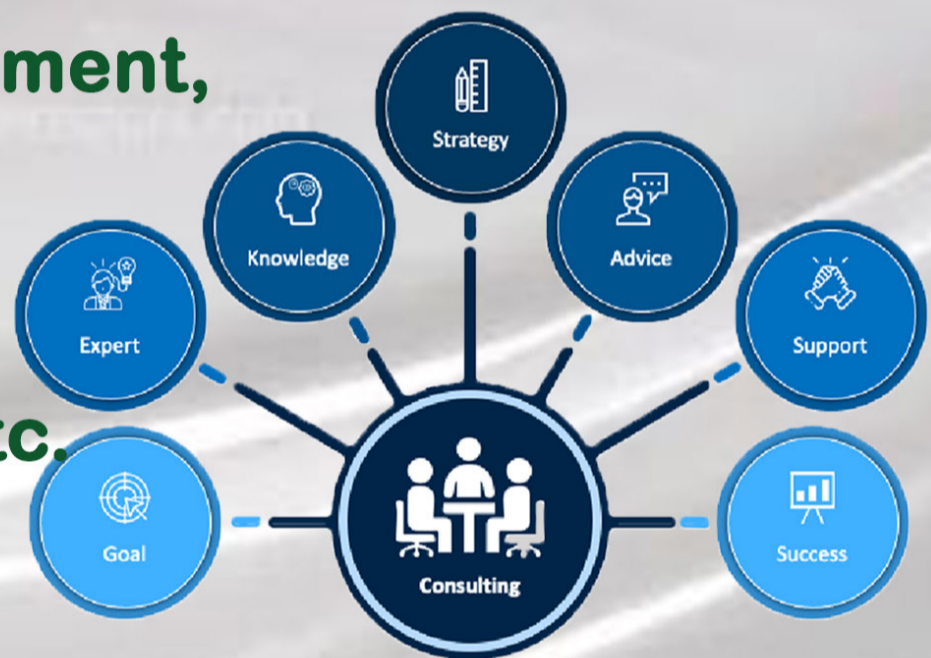 ment,
Strategy
Knowledge
Advice
Expert
Support
tc.
Goal
Success
Consulting